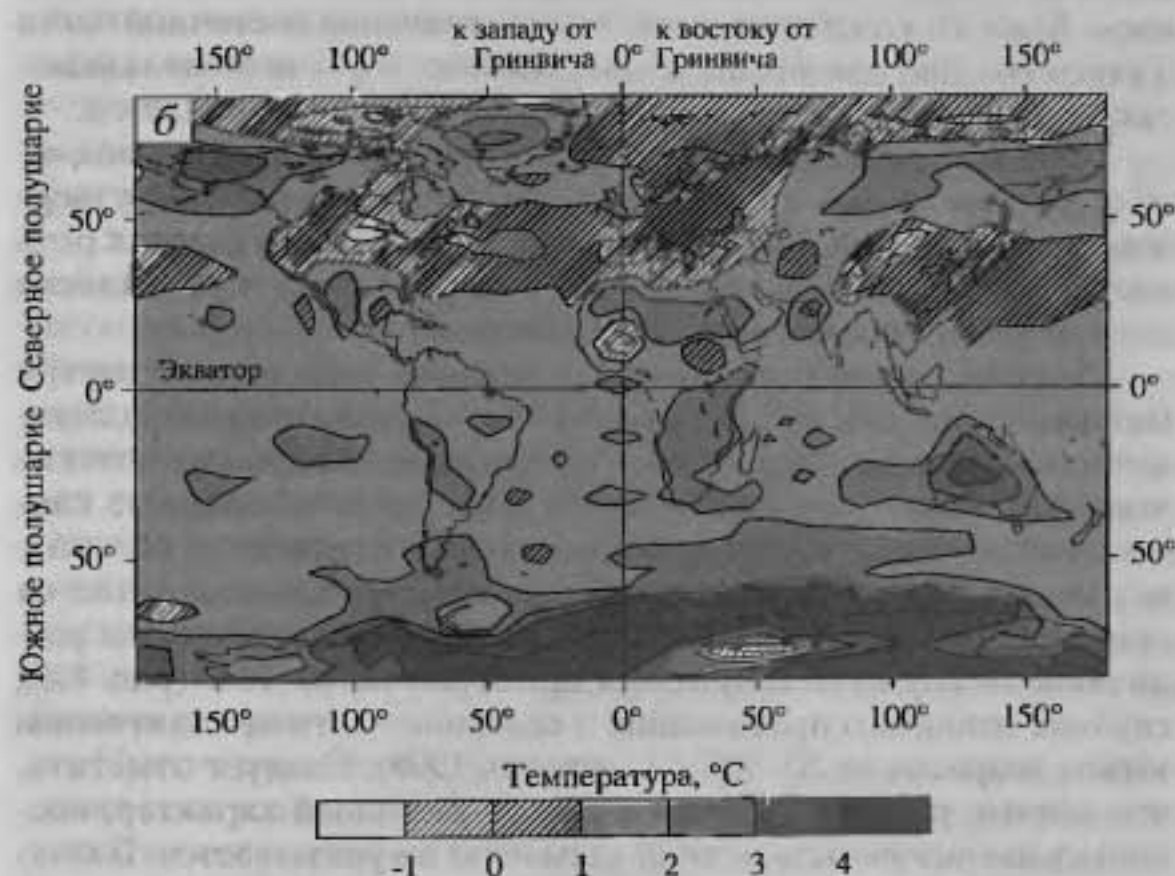 к западу от к востоку от
150° 100° Гринвича 0° Гринвича 100° 150°
б
Северное полушарие
Южное полушарие
50° 50°
Экватор
0° 0°
50° 50°
150° 100° 50° 0° 50° 100° 150°
Температура, °C
-1 0 1 2 3 4